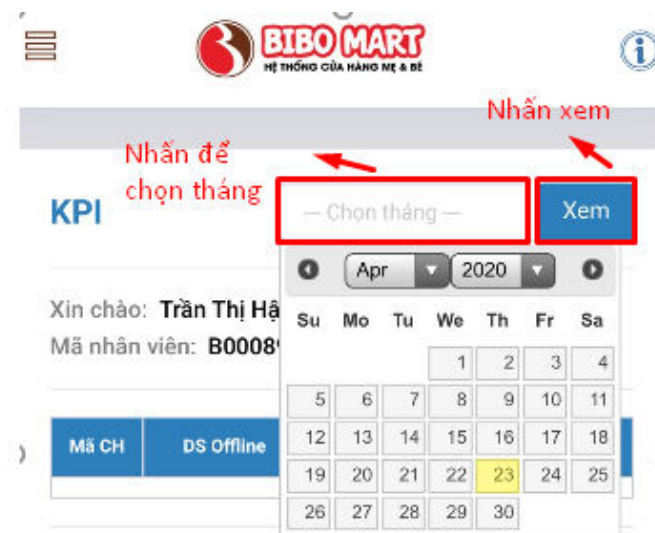 BIBO MART
HỆ THỐNG CỬA HÀNG MẸ & BÉ
Nhấn xem
Nhấn để
chọn tháng
KPI
— Chọn tháng —
Xem
Apr 2020
Xin chào: Trần Thị Hậ
Mã nhân viên: B0008
Su Mo Tu We Th Fr Sa
1 2 3 4
5 6 7 8 9 10 11
12 13 14 15 16 17 18
19 20 21 22 23 24 25
26 27 28 29 30
Mã CH DS Offline